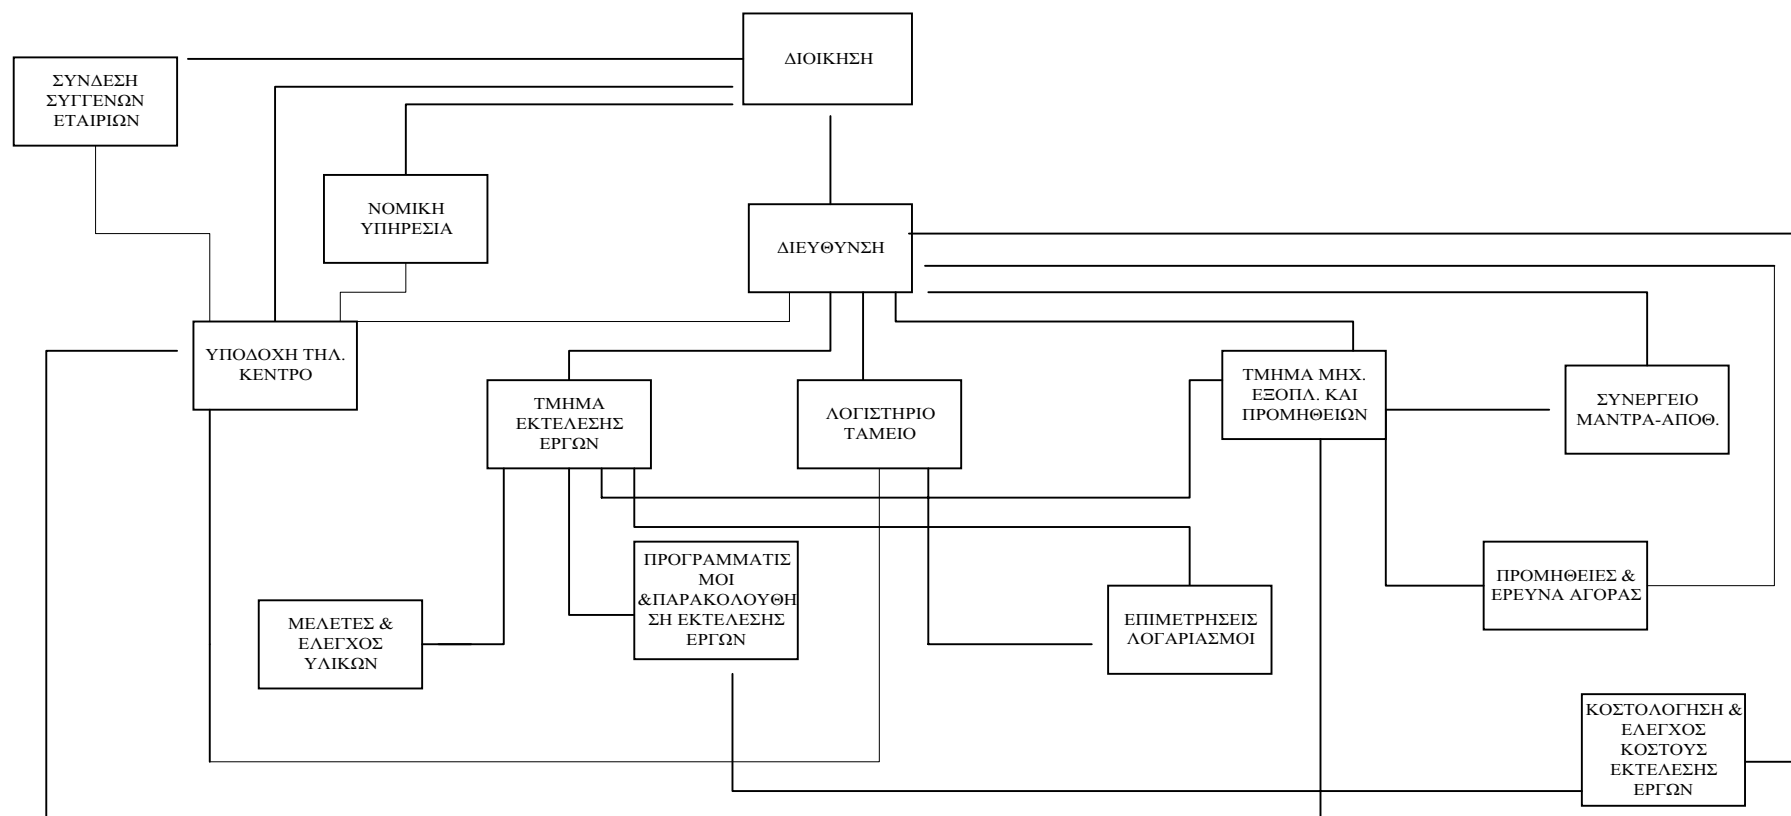 ΔΙΟΙΚΗΣΗ
ΣΥΝΔΕΣΗ
ΣΥΓΓΕΝΩΝ
ΕΤΑΙΡΙΩΝ
ΝΟΜΙΚΗ
ΥΠΗΡΕΣΙΑ
ΔΙΕΥΘΥΝΣΗ
ΥΠΟΔΟΧΗ ΤΗΛ.
ΚΕΝΤΡΟ
ΤΜΗΜΑ
ΕΚΤΕΛΕΣΗΣ
ΕΡΓΩΝ
ΛΟΓΙΣΤΗΡΙΟ
ΤΑΜΕΙΟ
ΤΜΗΜΑ ΜΗΧ.
ΕΞΟΠΛ. ΚΑΙ
ΠΡΟΜΗΘΕΙΩΝ
ΣΥΝΕΡΓΕΙΟ
ΜΑΝΤΡΑ-ΑΠΟΘ.
ΜΕΛΕΤΕΣ &
ΕΛΕΓΧΟΣ
ΥΛΙΚΩΝ
ΠΡΟΓΡΑΜΜΑΤΙΣ
ΜΟΙ
&ΠΑΡΑΚΟΛΟΥΘΗ
ΣΗ ΕΚΤΕΛΕΣΗΣ
ΕΡΓΩΝ
ΕΠΙΜΕΤΡΗΣΕΙΣ
ΛΟΓΑΡΙΑΣΜΟΙ
ΠΡΟΜΗΘΕΙΕΣ &
ΕΡΕΥΝΑ ΑΓΟΡΑΣ
ΚΟΣΤΟΛΟΓΗΣΗ &
ΕΛΕΓΧΟΣ
ΚΟΣΤΟΥΣ
ΕΚΤΕΛΕΣΗΣ
ΕΡΓΩΝ